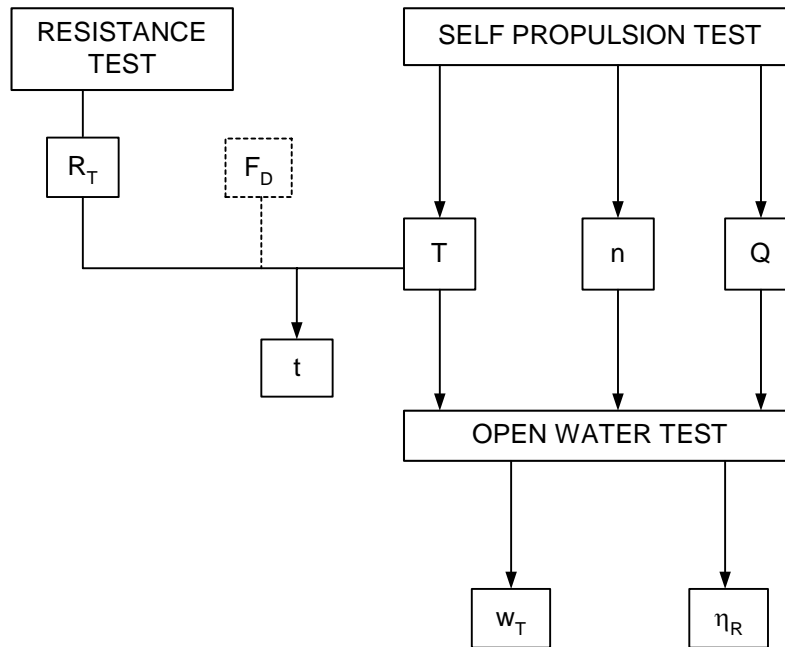 RESISTANCE
TEST
SELF PROPULSION TEST
R_T
F_D
T
n
Q
t
OPEN WATER TEST
w_T
η_R